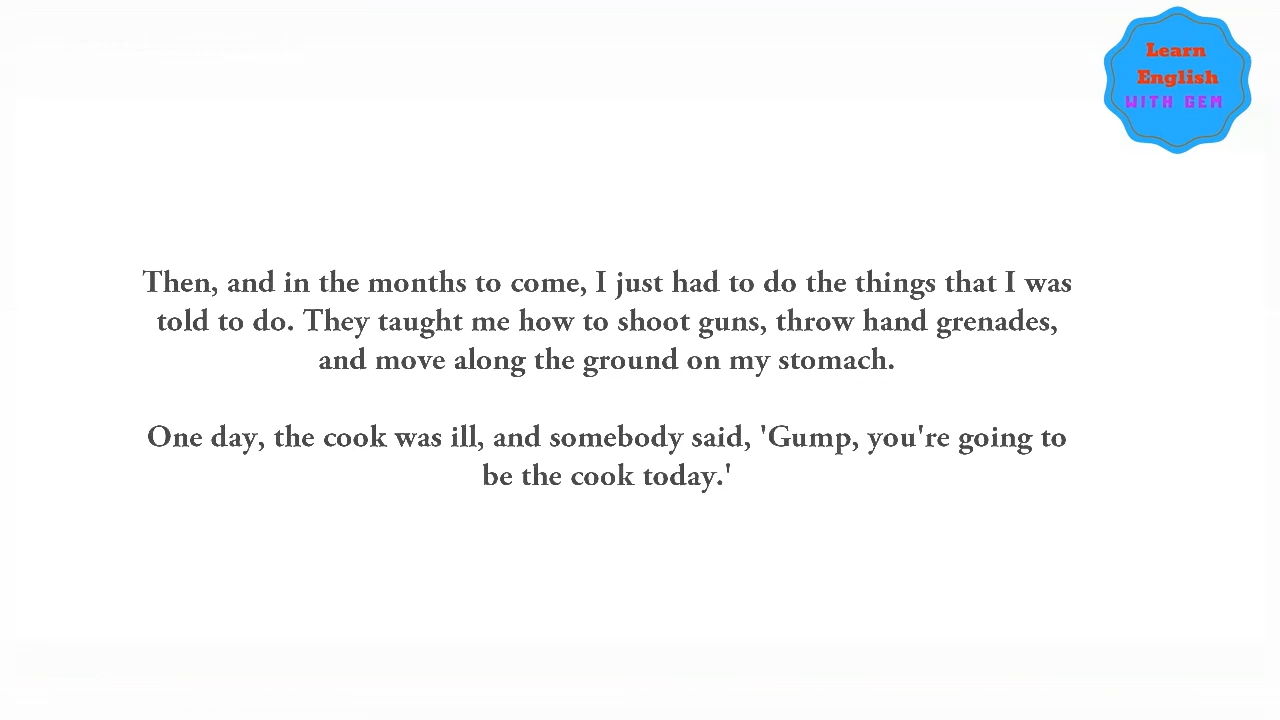 Learn
English
WITH GEM
Then, and in the months to come, I just had to do the things that I was
told to do. They taught me how to shoot guns, throw hand grenades,
and move along the ground on my stomach.
One day, the cook was ill, and somebody said, 'Gump, you're going to
be the cook today.'